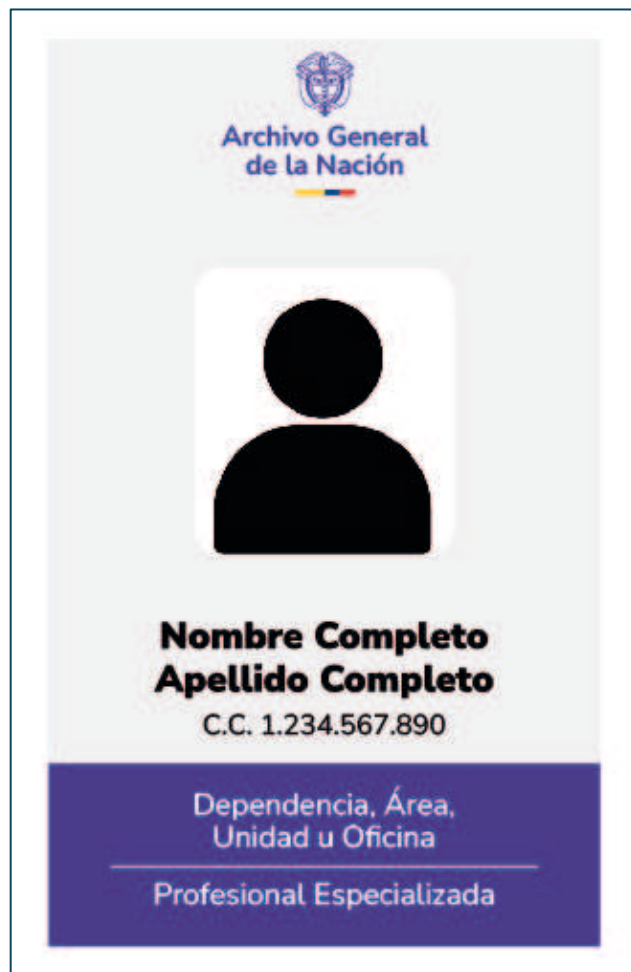 Archivo General
de la Nación
Nombre Completo
Apellido Completo
C.C. 1.234.567.890
Dependencia, Área,
Unidad u Oficina
Profesional Especializada